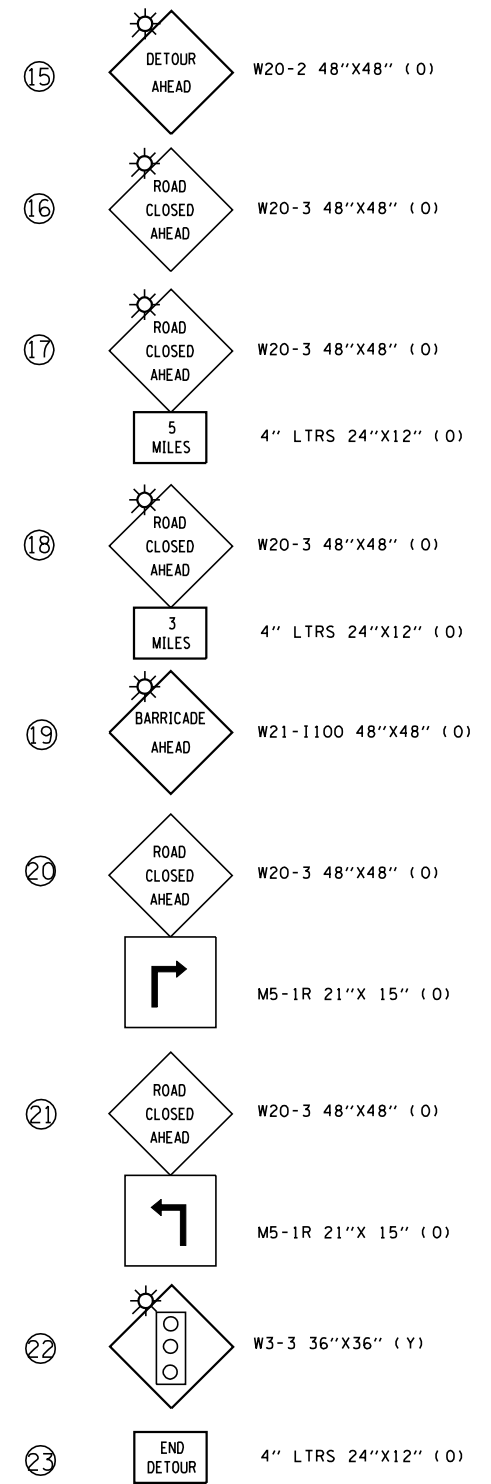 15
DETOUR
AHEAD
W20-2 48"X48" (O)
16
ROAD
CLOSED
AHEAD
W20-3 48"X48" (O)
17
ROAD
CLOSED
AHEAD
W20-3 48"X48" (O)
5
MILES
4" LTRS 24"X12" (O)
18
ROAD
CLOSED
AHEAD
W20-3 48"X48" (O)
3
MILES
4" LTRS 24"X12" (O)
19
BARRICADE
AHEAD
W21-I100 48"X48" (O)
20
ROAD
CLOSED
AHEAD
W20-3 48"X48" (O)
M5-1R 21"X 15" (O)
21
ROAD
CLOSED
AHEAD
W20-3 48"X48" (O)
M5-1R 21"X 15" (O)
22
W3-3 36"X36" (Y)
23
END
DETOUR
4" LTRS 24"X12" (O)